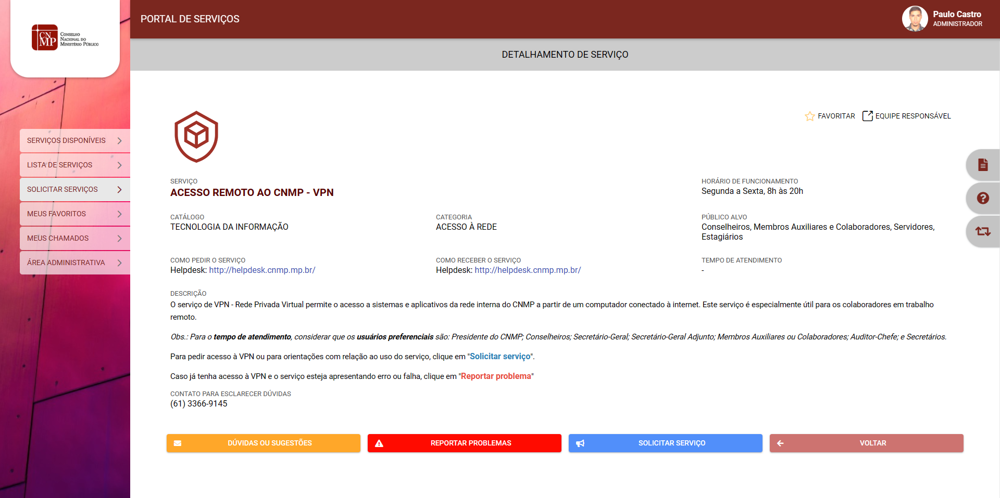 CN
MP
Conselho
Nacional do
Ministério Público
PORTAL DE SERVIÇOS
Paulo Castro
ADMINISTRADOR
DETALHAMENTO DE SERVIÇO
SERVIÇOS DISPONÍVEIS
LISTA DE SERVIÇOS
SOLICITAR SERVIÇOS
MEUS FAVORITOS
MEUS CHAMADOS
ÁREA ADMINISTRATIVA
FAVORITAR
EQUIPE RESPONSÁVEL
SERVIÇO
ACESSO REMOTO AO CNMP - VPN
HORÁRIO DE FUNCIONAMENTO
Segunda a Sexta, 8h às 20h
CATÁLOGO
TECNOLOGIA DA INFORMAÇÃO
CATEGORIA
ACESSO À REDE
PÚBLICO ALVO
Conselheiros, Membros Auxiliares e Colaboradores, Servidores,
Estagiários
COMO PEDIR O SERVIÇO
Helpdesk: http://helpdesk.cnmp.mp.br/
COMO RECEBER O SERVIÇO
Helpdesk: http://helpdesk.cnmp.mp.br/
TEMPO DE ATENDIMENTO
-
DESCRIÇÃO
O serviço de VPN - Rede Privada Virtual permite o acesso a sistemas e aplicativos da rede interna do CNMP a partir de um computador conectado à internet. Este serviço é especialmente útil para os colaboradores em trabalho
remoto.
Obs.: Para o tempo de atendimento, considerar que os usuários preferenciais são: Presidente do CNMP; Conselheiros; Secretário-Geral; Secretário-Geral Adjunto; Membros Auxiliares ou Colaboradores; Auditor-Chefe; e Secretários.
Para pedir acesso à VPN ou para orientações com relação ao uso do serviço, clique em "Solicitar serviço".
Caso já tenha acesso à VPN e o serviço esteja apresentando erro ou falha, clique em "Reportar problema"
CONTATO PARA ESCLARECER DÚVIDAS
(61) 3366-9145
DÚVIDAS OU SUGESTÕES
REPORTAR PROBLEMAS
SOLICITAR SERVIÇO
VOLTAR